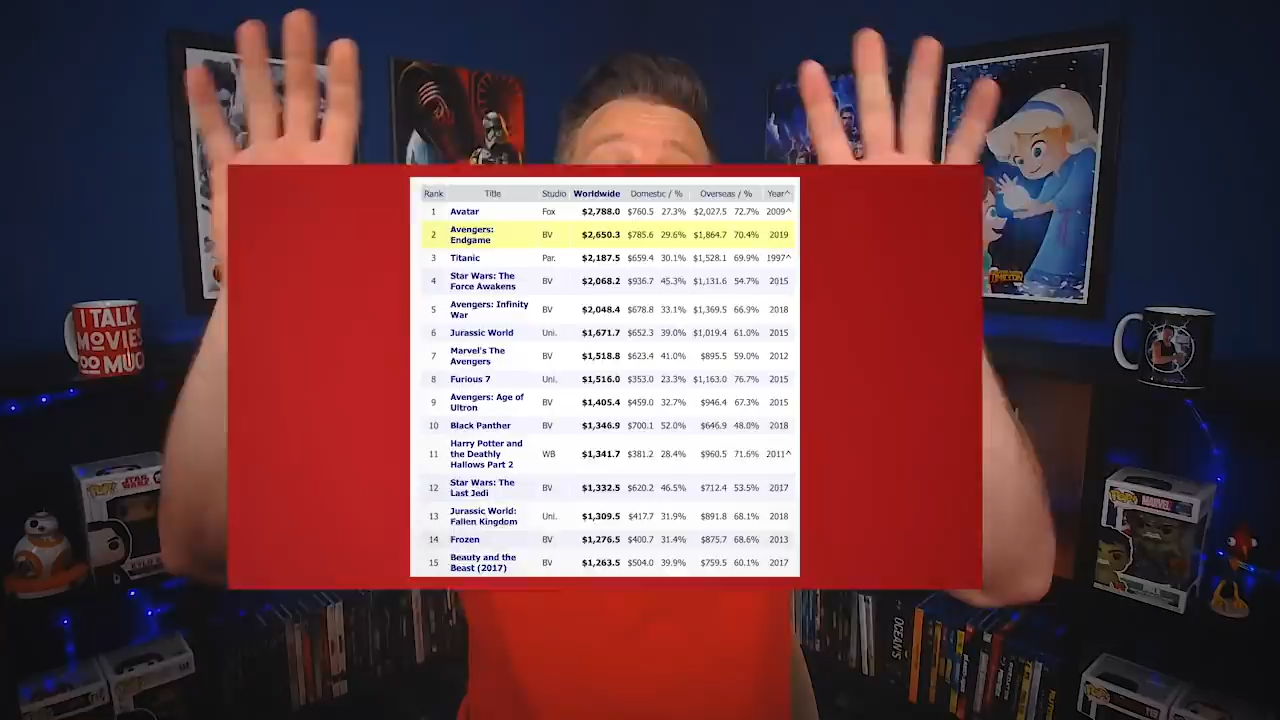 Rank Title Studio Worldwide Domestic / % Overseas / % Year^
1 Avatar Fox $2,788.0 $760.5 27.3% $2,027.5 72.7% 2009^
2 Avengers: Endgame BV $2,650.3 $785.6 29.6% $1,864.7 70.4% 2019
3 Titanic Par. $2,187.5 $659.4 30.1% $1,528.1 69.9% 1997^
4 Star Wars: The Force Awakens BV $2,068.2 $936.7 45.3% $1,131.6 54.7% 2015
5 Avengers: Infinity War BV $2,048.4 $678.8 33.1% $1,369.5 66.9% 2018
6 Jurassic World Uni. $1,671.7 $652.3 39.0% $1,019.4 61.0% 2015
7 Marvel's The Avengers BV $1,518.8 $623.4 41.0% $895.5 59.0% 2012
8 Furious 7 Uni. $1,516.0 $353.0 23.3% $1,163.0 76.7% 2015
9 Avengers: Age of Ultron BV $1,405.4 $459.0 32.7% $946.4 67.3% 2015
10 Black Panther BV $1,346.9 $700.1 52.0% $646.9 48.0% 2018
11 Harry Potter and the Deathly Hallows Part 2 WB $1,341.7 $381.2 28.4% $960.5 71.6% 2011^
12 Star Wars: The Last Jedi BV $1,332.5 $620.2 46.5% $712.4 53.5% 2017
13 Jurassic World: Fallen Kingdom Uni. $1,309.5 $417.7 31.9% $891.8 68.1% 2018
14 Frozen BV $1,276.5 $400.7 31.4% $875.7 68.6% 2013
15 Beauty and the Beast (2017) BV $1,263.5 $504.0 39.9% $759.5 60.1% 2017
I TALK
MOVIES
TOO MUCH
POP!
STAR WARS
POP!
MARVEL
OCEAN'S
POP!